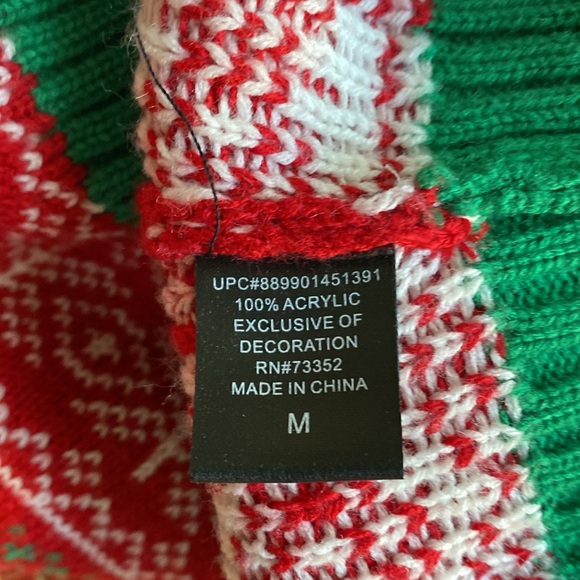 UPC#889901451391
100% ACRYLIC
EXCLUSIVE OF
DECORATION
RN#73352
MADE IN CHINA
M